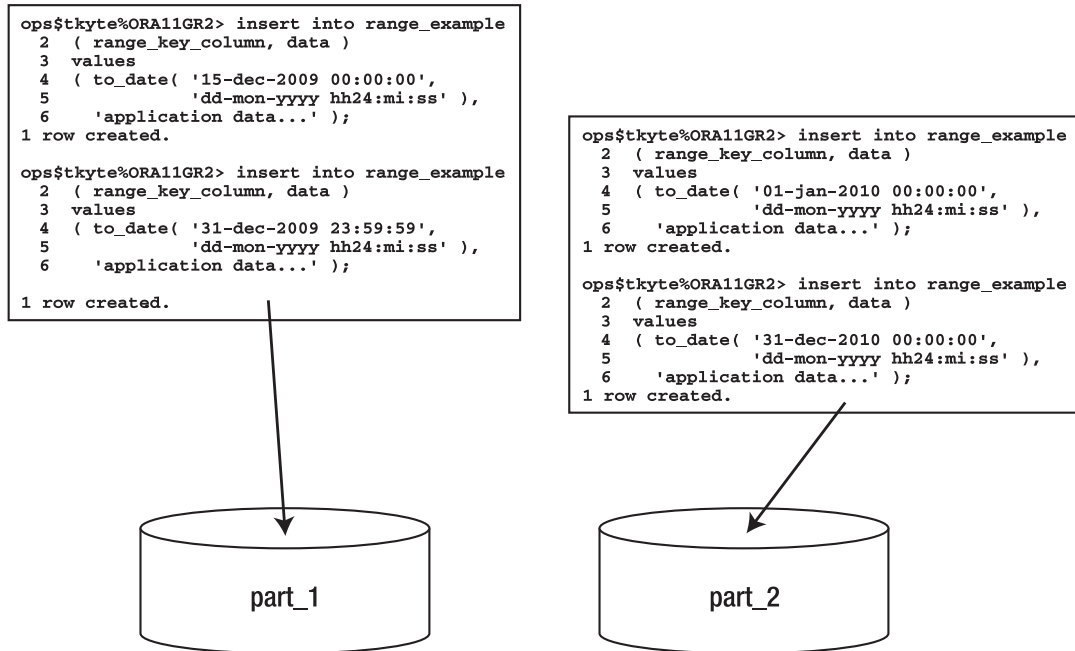 ops$tkyte%ORA11GR2> insert into range_example
2 ( range_key_column, data )
3 values
4 ( to_date( '15-dec-2009 00:00:00',
5 'dd-mon-yyyy hh24:mi:ss' ),
6 'application data...' );
1 row created.
ops$tkyte%ORA11GR2> insert into range_example
2 ( range_key_column, data )
3 values
4 ( to_date( '31-dec-2009 23:59:59',
5 'dd-mon-yyyy hh24:mi:ss' ),
6 'application data...' );
1 row created.
ops$tkyte%ORA11GR2> insert into range_example
2 ( range_key_column, data )
3 values
4 ( to_date( '01-jan-2010 00:00:00',
5 'dd-mon-yyyy hh24:mi:ss' ),
6 'application data...' );
1 row created.
ops$tkyte%ORA11GR2> insert into range_example
2 ( range_key_column, data )
3 values
4 ( to_date( '31-dec-2010 00:00:00',
5 'dd-mon-yyyy hh24:mi:ss' ),
6 'application data...' );
1 row created.
part_1
part_2